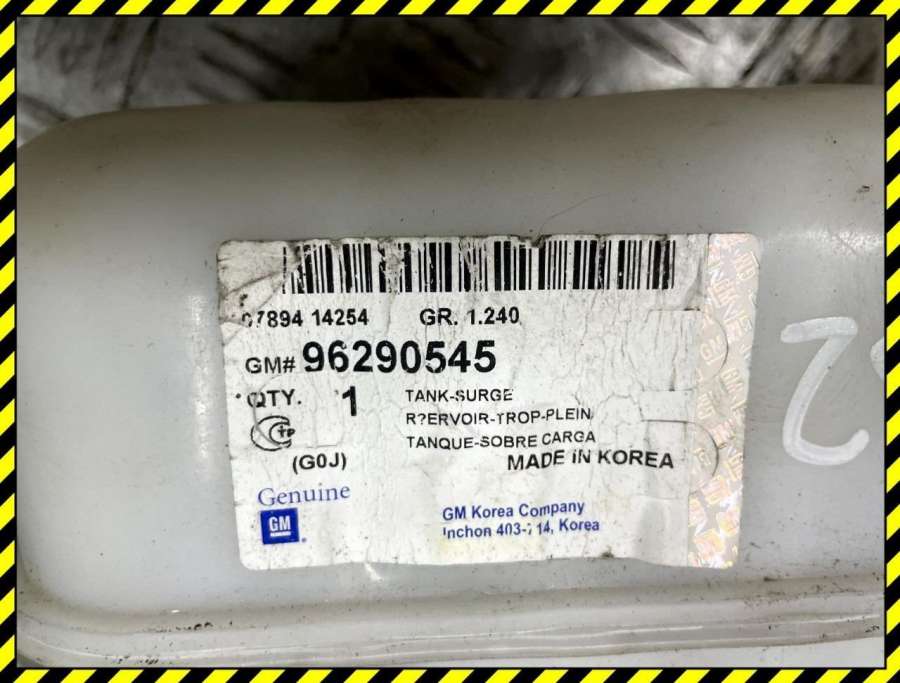 07894 14254 GR. 1.240
GM# 96290545
QTY. 1
TANK-SURGE
R?ERVOIR-TROP-PLEIN
TANQUE-SOBRE CARGA
(G0J)
MADE IN KOREA
Genuine
GM
GM Korea Company
Inchon 403-714, Korea